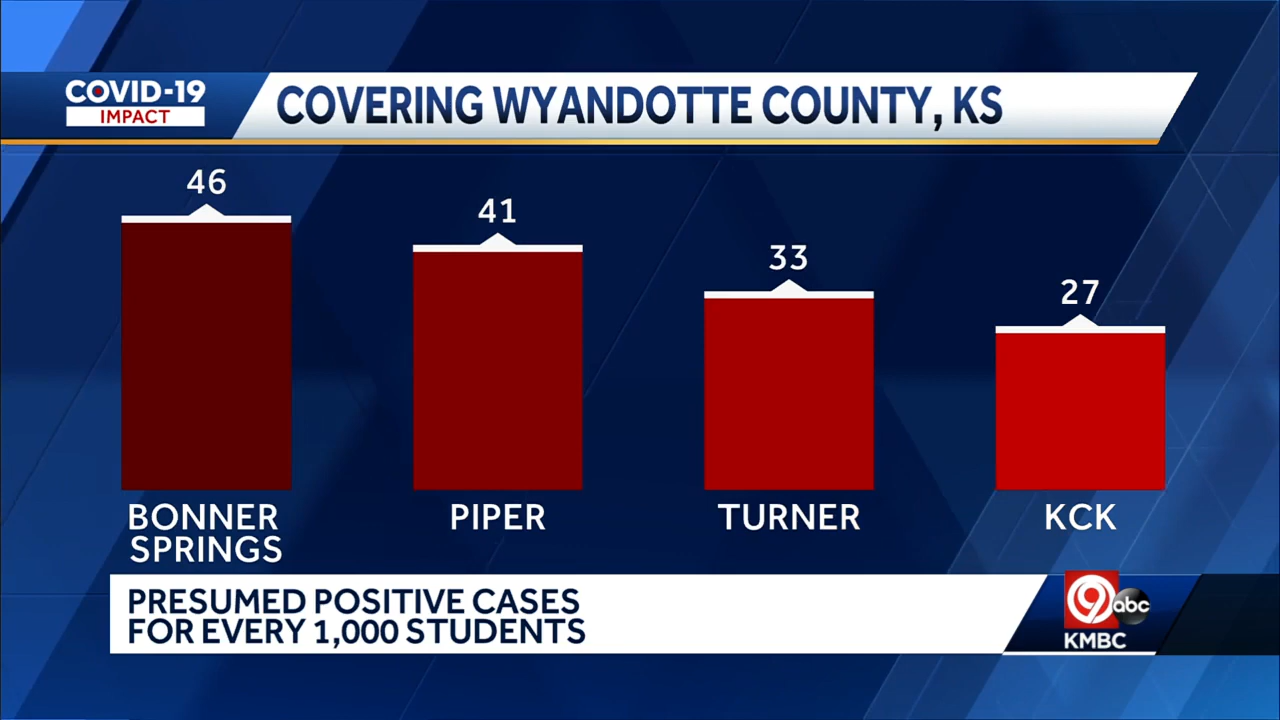 COVID-19
IMPACT
COVERING WYANDOTTE COUNTY, KS
46
41
33
27
BONNER
SPRINGS
PIPER
TURNER
KCK
PRESUMED POSITIVE CASES
FOR EVERY 1,000 STUDENTS
9 abc
KMBC